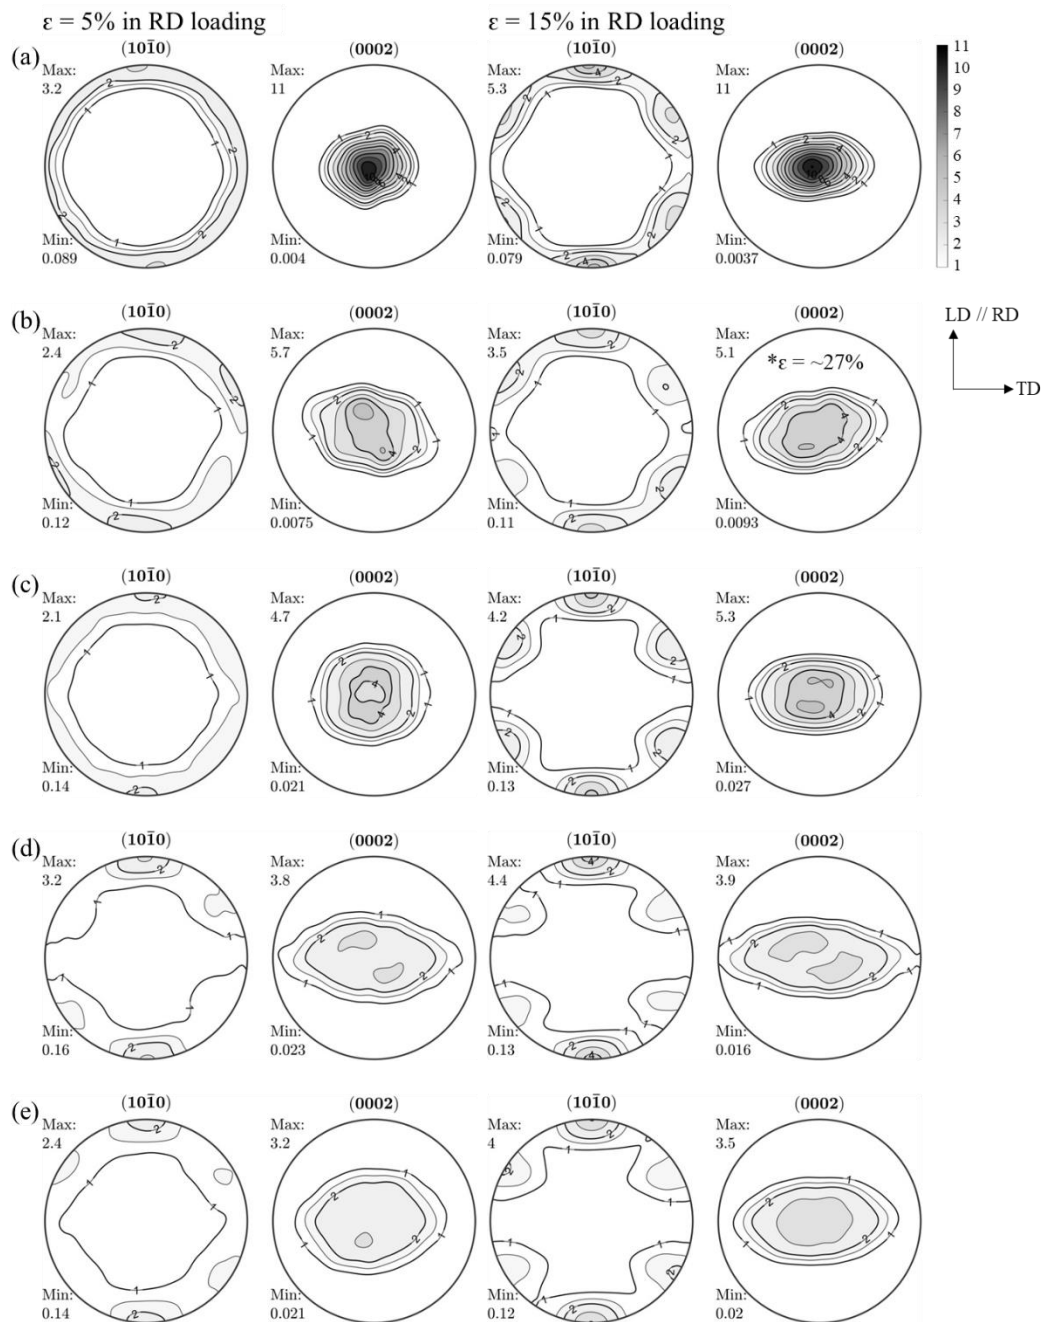 ε = 5% in RD loading
ε = 15% in RD loading
(a)
(101̄0)
(0002)
(101̄0)
(0002)
Max:
3.2
Max:
11
Max:
5.3
Max:
11
Min:
0.089
Min:
0.004
Min:
0.079
Min:
0.0037
11
10
9
8
7
6
5
4
3
2
1
LD // RD
TD
(b)
(101̄0)
(0002)
(101̄0)
(0002)
Max:
2.4
Max:
5.7
Max:
3.5
Max:
5.1
*ε = ~27%
Min:
0.12
Min:
0.0075
Min:
0.11
Min:
0.0093
(c)
(101̄0)
(0002)
(101̄0)
(0002)
Max:
2.1
Max:
4.7
Max:
4.2
Max:
5.3
Min:
0.14
Min:
0.021
Min:
0.13
Min:
0.027
(d)
(101̄0)
(0002)
(101̄0)
(0002)
Max:
3.2
Max:
3.8
Max:
4.4
Max:
3.9
Min:
0.16
Min:
0.023
Min:
0.13
Min:
0.016
(e)
(101̄0)
(0002)
(101̄0)
(0002)
Max:
2.4
Max:
3.2
Max:
4
Max:
3.5
Min:
0.14
Min:
0.021
Min:
0.12
Min:
0.02